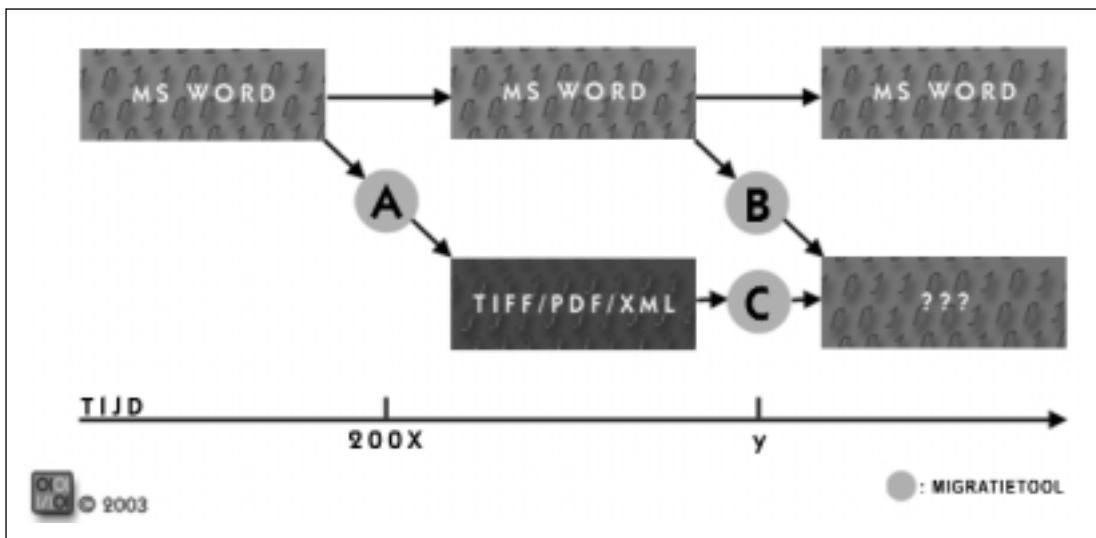 MS WORD
MS WORD
MS WORD
A
B
TIFF/PDF/XML
C
???
TIJD
200X
y
© 2003
: MIGRATIETOOL